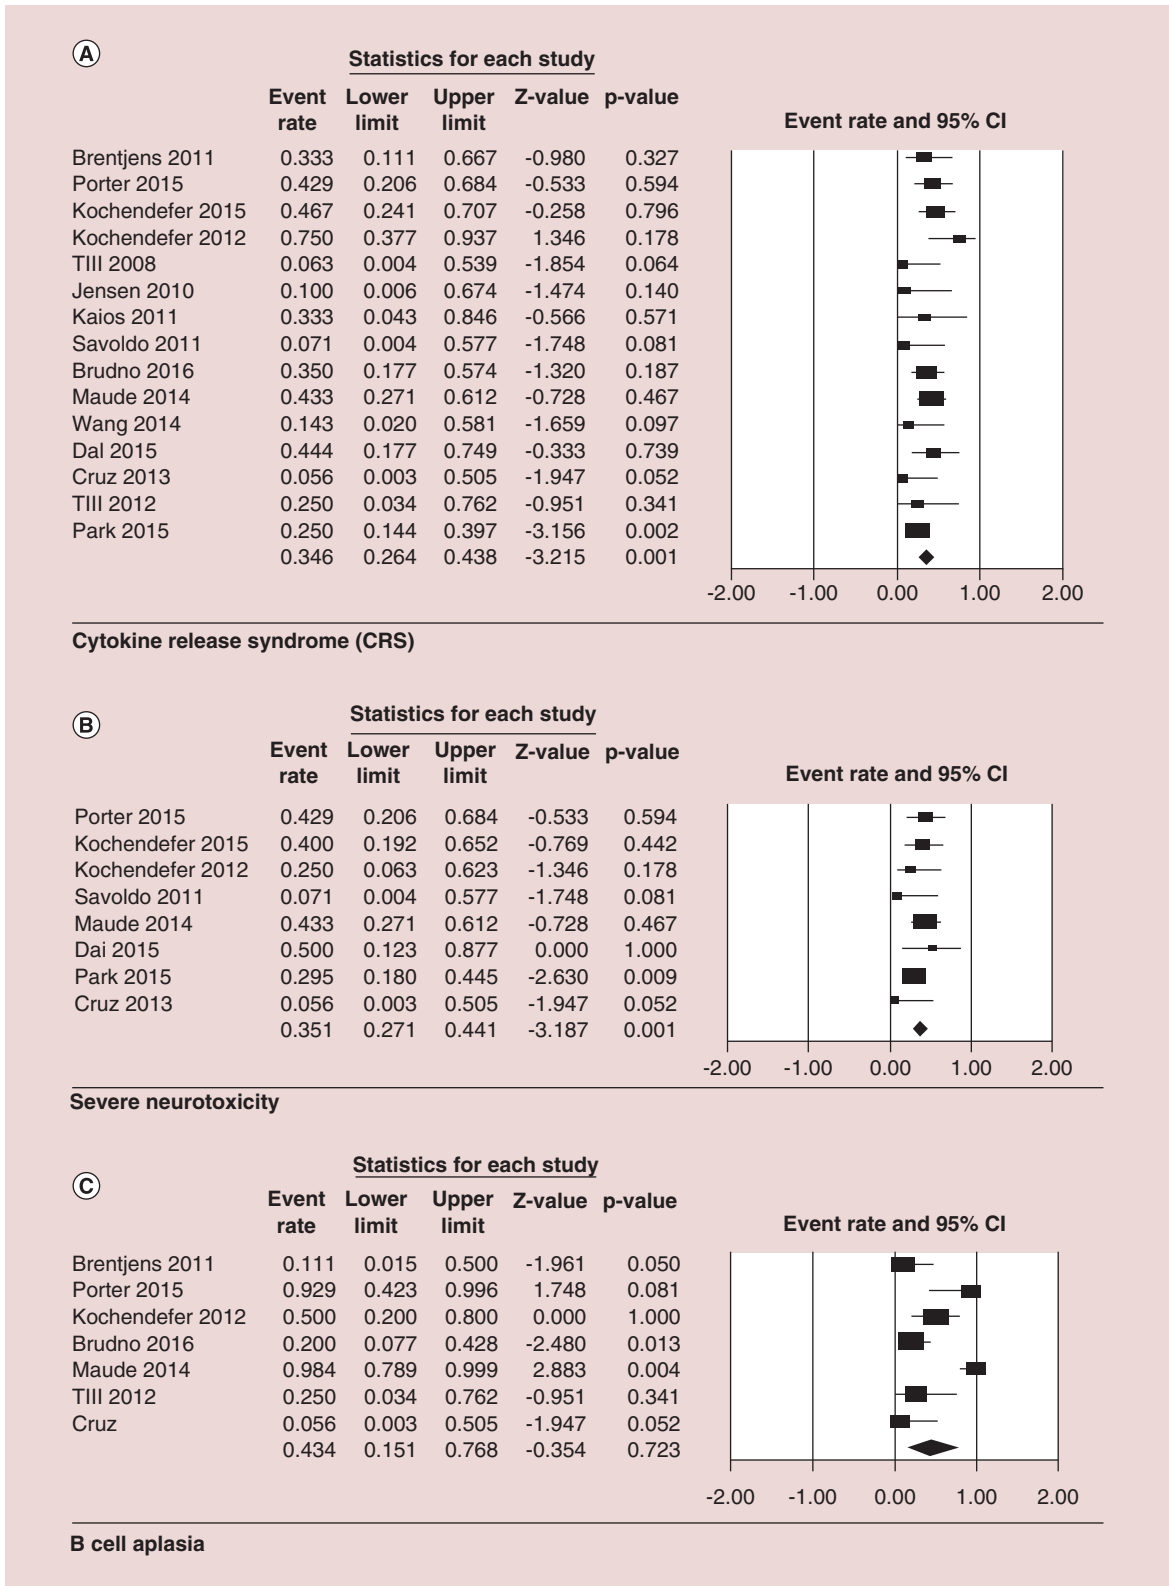 A
Statistics for each study
Event rate Lower limit Upper limit Z-value p-value
Event rate and 95% CI
Brentjens 2011 0.333 0.111 0.667 -0.980 0.327
Porter 2015 0.429 0.206 0.684 -0.533 0.594
Kochendefer 2015 0.467 0.241 0.707 -0.258 0.796
Kochendefer 2012 0.750 0.377 0.937 1.346 0.178
TIII 2008 0.063 0.004 0.539 -1.854 0.064
Jensen 2010 0.100 0.006 0.674 -1.474 0.140
Kaios 2011 0.333 0.043 0.846 -0.566 0.571
Savoldo 2011 0.071 0.004 0.577 -1.748 0.081
Brudno 2016 0.350 0.177 0.574 -1.320 0.187
Maude 2014 0.433 0.271 0.612 -0.728 0.467
Wang 2014 0.143 0.020 0.581 -1.659 0.097
Dal 2015 0.444 0.177 0.749 -0.333 0.739
Cruz 2013 0.056 0.003 0.505 -1.947 0.052
TIII 2012 0.250 0.034 0.762 -0.951 0.341
Park 2015 0.250 0.144 0.397 -3.156 0.002
0.346 0.264 0.438 -3.215 0.001
-2.00 -1.00 0.00 1.00 2.00
Cytokine release syndrome (CRS)
B
Statistics for each study
Event rate Lower limit Upper limit Z-value p-value
Event rate and 95% CI
Porter 2015 0.429 0.206 0.684 -0.533 0.594
Kochendefer 2015 0.400 0.192 0.652 -0.769 0.442
Kochendefer 2012 0.250 0.063 0.623 -1.346 0.178
Savoldo 2011 0.071 0.004 0.577 -1.748 0.081
Maude 2014 0.433 0.271 0.612 -0.728 0.467
Dai 2015 0.500 0.123 0.877 0.000 1.000
Park 2015 0.295 0.180 0.445 -2.630 0.009
Cruz 2013 0.056 0.003 0.505 -1.947 0.052
0.351 0.271 0.441 -3.187 0.001
-2.00 -1.00 0.00 1.00 2.00
Severe neurotoxicity
C
Statistics for each study
Event rate Lower limit Upper limit Z-value p-value
Event rate and 95% CI
Brentjens 2011 0.111 0.015 0.500 -1.961 0.050
Porter 2015 0.929 0.423 0.996 1.748 0.081
Kochendefer 2012 0.500 0.200 0.800 0.000 1.000
Brudno 2016 0.200 0.077 0.428 -2.480 0.013
Maude 2014 0.984 0.789 0.999 2.883 0.004
TIII 2012 0.250 0.034 0.762 -0.951 0.341
Cruz 0.056 0.003 0.505 -1.947 0.052
0.434 0.151 0.768 -0.354 0.723
-2.00 -1.00 0.00 1.00 2.00
B cell aplasia